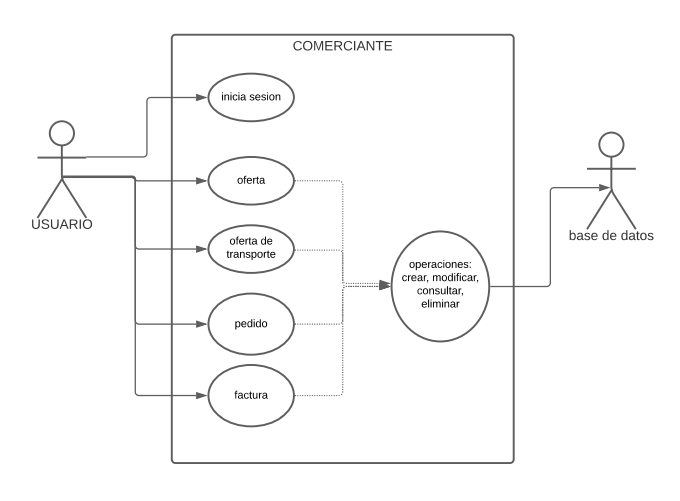 COMERCIANTE
inicia sesion
oferta
USUARIO
base de datos
oferta de
transporte
operaciones:
crear, modificar,
consultar,
eliminar
pedido
factura